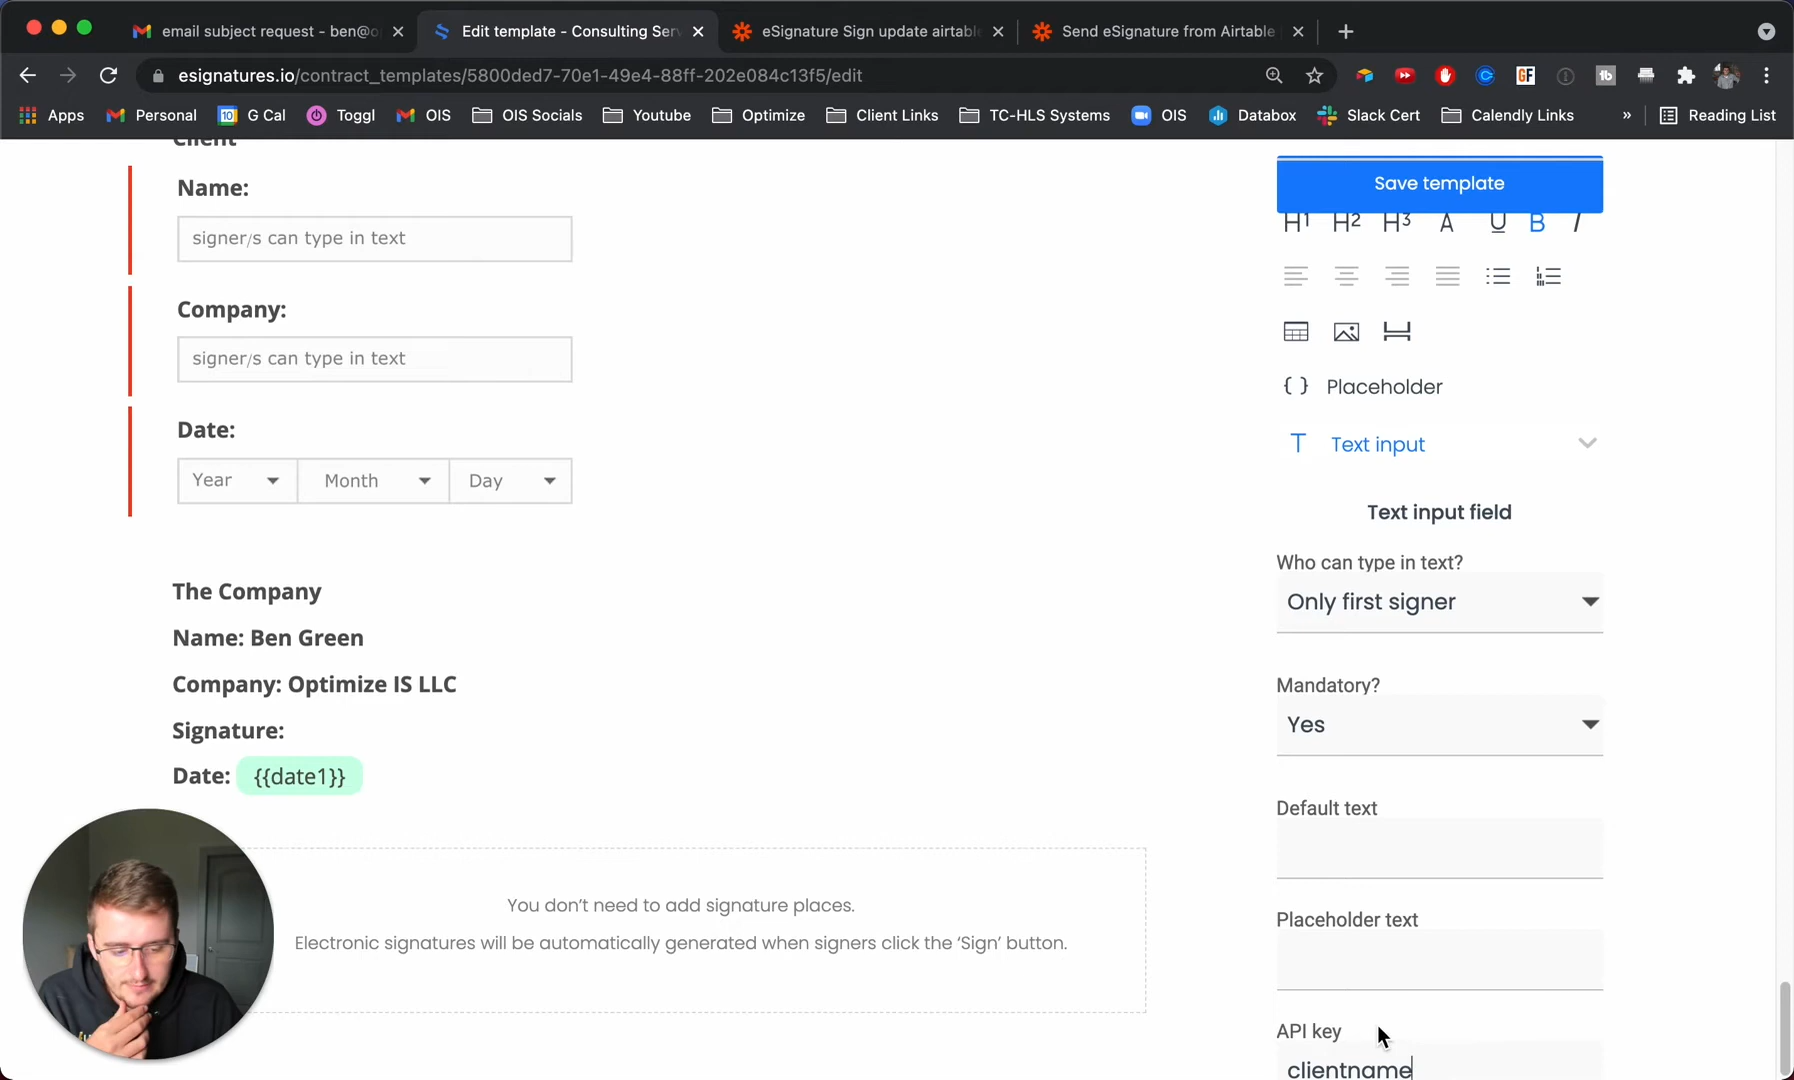 email subject request - ben@o
Edit template - Consulting Ser
eSignature Sign update airtable
Send eSignature from Airtable
esignatures.io/contract_templates/5800ded7-70e1-49e4-88ff-202e084c13f5/edit
Apps
Personal
G Cal
Toggl
OIS
OIS Socials
Youtube
Optimize
Client Links
TC-HLS Systems
OIS
Databox
Slack Cert
Calendly Links
»
Reading List
Client
Name:
signer/s can type in text
Company:
signer/s can type in text
Date:
Year
Month
Day
The Company
Name: Ben Green
Company: Optimize IS LLC
Signature:
Date: {{date1}}
You don't need to add signature places.
Electronic signatures will be automatically generated when signers click the 'Sign' button.
Save template
H1 H2 H3 A U B I
{ } Placeholder
T Text input
Text input field
Who can type in text?
Only first signer
Mandatory?
Yes
Default text
Placeholder text
API key
clientname